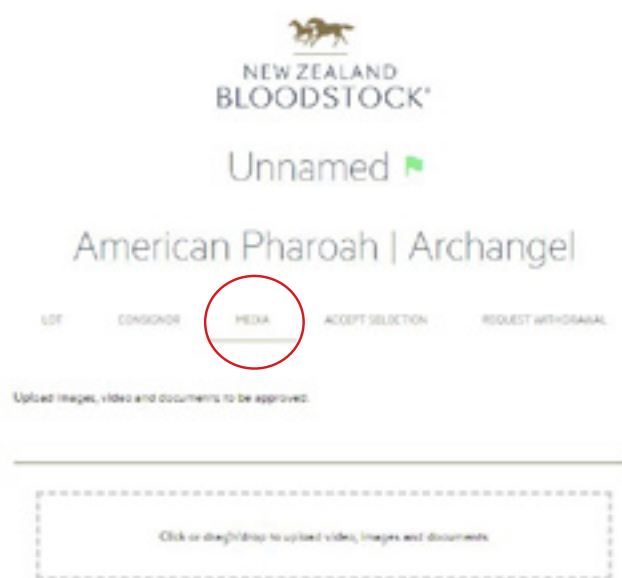 NEW ZEALAND
BLOODSTOCK®
Unnamed
American Pharoah | Archangel
LOT CONSIGNOR MEDIA ACCEPT SELECTION REQUEST WITHDRAWAL
Upload images, video and documents to be approved.
Click or drag'n'drop to upload video, images and documents